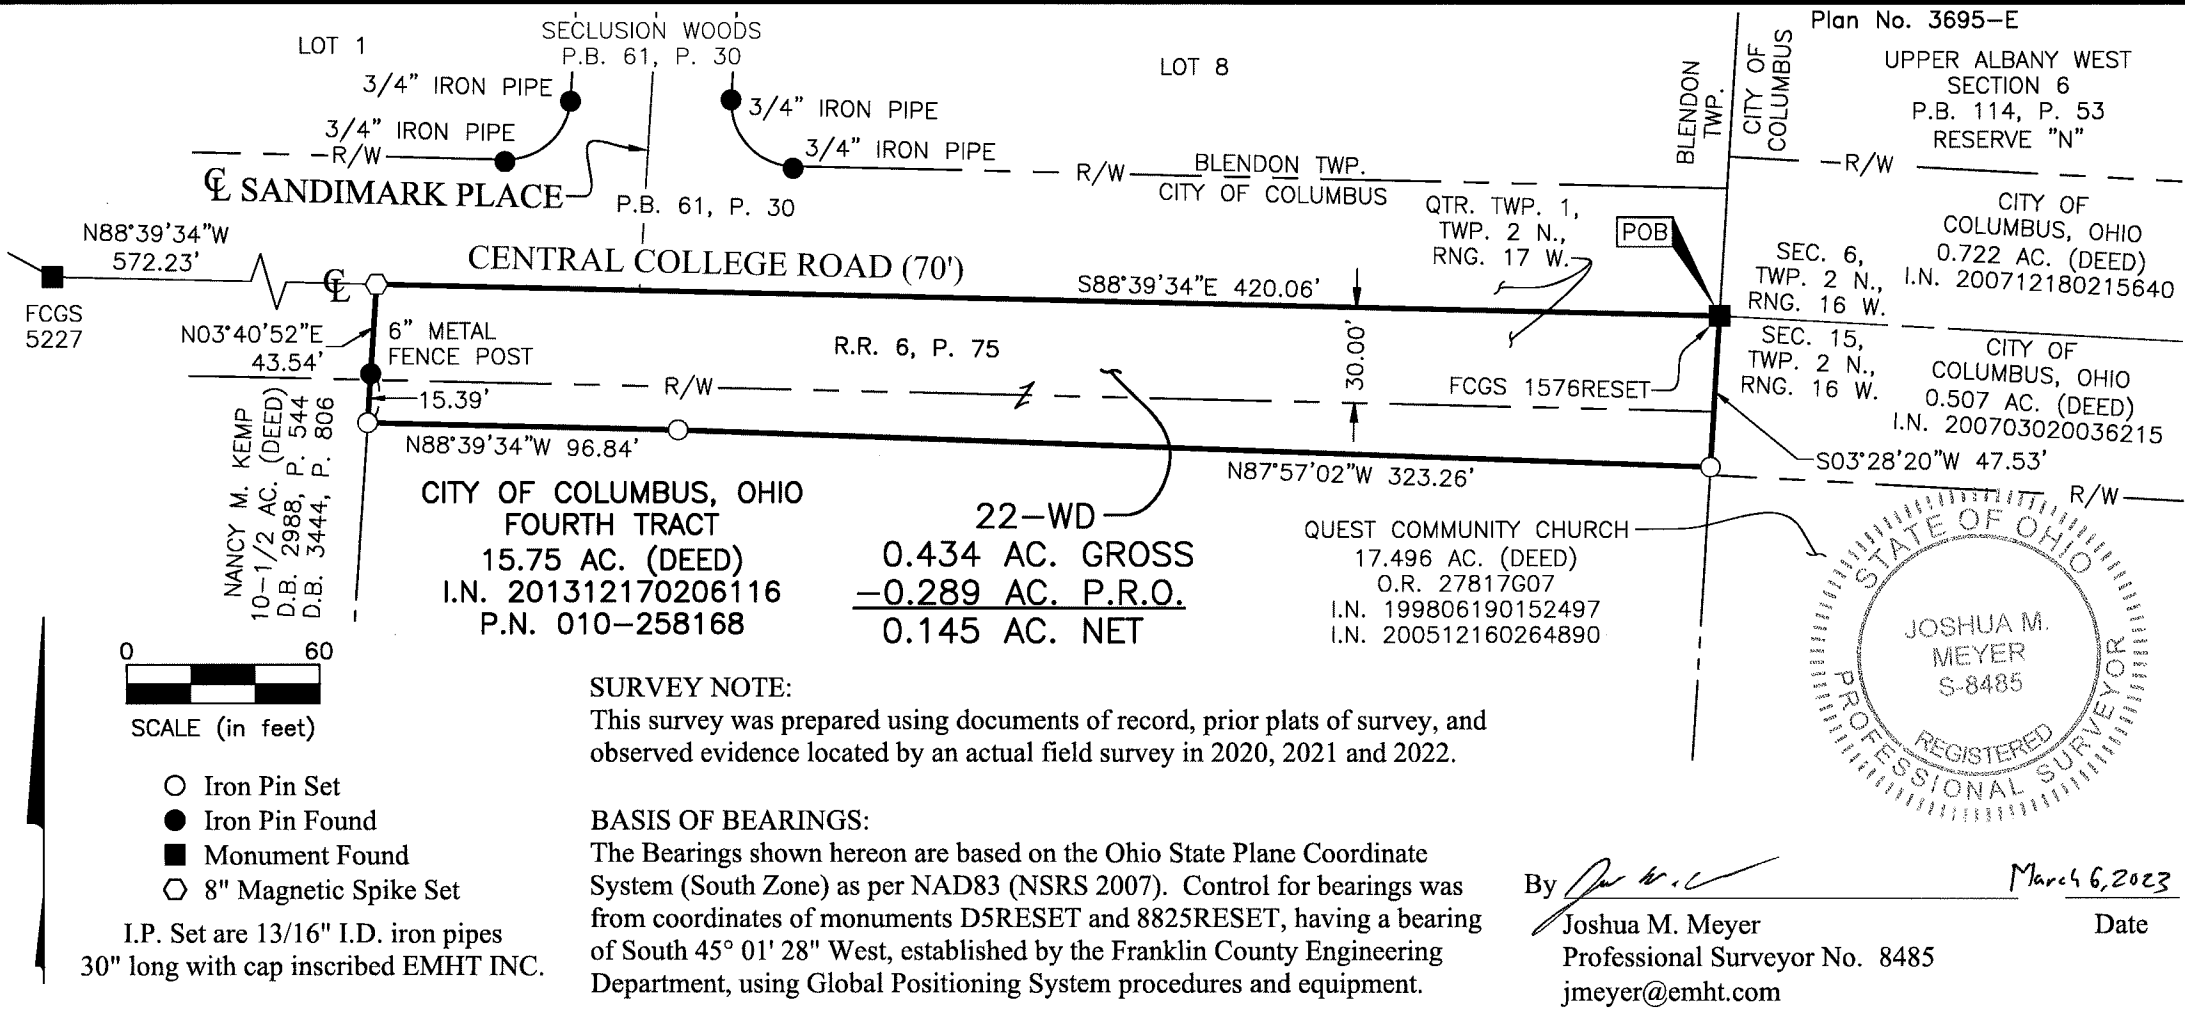 Plan No. 3695-E
LOT 1
SECLUSION WOODS
P.B. 61, P. 30
LOT 8
BLENDON
TWP.
CITY OF
COLUMBUS
UPPER ALBANY WEST
SECTION 6
P.B. 114, P. 53
RESERVE "N"
3/4" IRON PIPE
3/4" IRON PIPE
3/4" IRON PIPE
3/4" IRON PIPE
R/W
R/W
BLENDON TWP.
CITY OF COLUMBUS
R/W
℄ SANDIMARK PLACE
P.B. 61, P. 30
QTR. TWP. 1,
TWP. 2 N.,
RNG. 17 W.
POB
CITY OF
COLUMBUS, OHIO
0.722 AC. (DEED)
I.N. 200712180215640
SEC. 6,
TWP. 2 N.,
RNG. 16 W.
N88°39'34"W
572.23'
℄
CENTRAL COLLEGE ROAD (70')
S88°39'34"E 420.06'
FCGS
5227
N03°40'52"E
43.54'
6" METAL
FENCE POST
R.R. 6, P. 75
30.00'
FCGS 1576RESET
SEC. 15,
TWP. 2 N.,
RNG. 16 W.
CITY OF
COLUMBUS, OHIO
0.507 AC. (DEED)
I.N. 200703020036215
R/W
15.39'
N88°39'34"W 96.84'
N87°57'02"W 323.26'
S03°28'20"W 47.53'
R/W
NANCY M. KEMP
10-1/2 AC. (DEED)
D.B. 2988, P. 544
D.B. 3444, P. 806
CITY OF COLUMBUS, OHIO
FOURTH TRACT
15.75 AC. (DEED)
I.N. 201312170206116
P.N. 010-258168
22-WD
0.434 AC. GROSS
-0.289 AC. P.R.O.
0.145 AC. NET
QUEST COMMUNITY CHURCH
17.496 AC. (DEED)
O.R. 27817G07
I.N. 199806190152497
I.N. 200512160264890
STATE OF OHIO
JOSHUA M.
MEYER
S-8485
REGISTERED
PROFESSIONAL SURVEYOR
0 60
SCALE (in feet)
Iron Pin Set
Iron Pin Found
Monument Found
8" Magnetic Spike Set
I.P. Set are 13/16" I.D. iron pipes
30" long with cap inscribed EMHT INC.
SURVEY NOTE:
This survey was prepared using documents of record, prior plats of survey, and
observed evidence located by an actual field survey in 2020, 2021 and 2022.
BASIS OF BEARINGS:
The Bearings shown hereon are based on the Ohio State Plane Coordinate
System (South Zone) as per NAD83 (NSRS 2007). Control for bearings was
from coordinates of monuments D5RESET and 8825RESET, having a bearing
of South 45° 01' 28" West, established by the Franklin County Engineering
Department, using Global Positioning System procedures and equipment.
By
March 6, 2023
Joshua M. Meyer
Date
Professional Surveyor No. 8485
jmeyer@emht.com